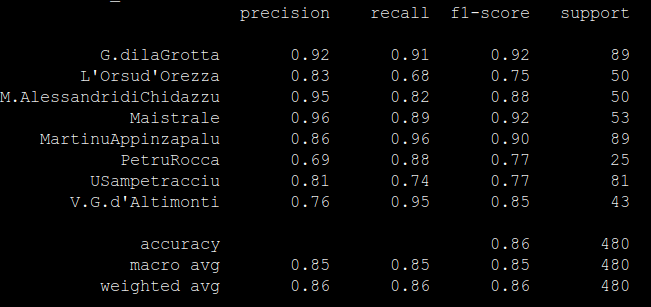 precision recall f1-score support
G.dilaGrotta 0.92 0.91 0.92 89
L'Orsud'Orezza 0.83 0.68 0.75 50
M.AlessandridiChidazzu 0.95 0.82 0.88 50
Maistrale 0.96 0.89 0.92 53
MartinuAppinzapalu 0.86 0.96 0.90 89
PetruRocca 0.69 0.88 0.77 25
USampetracciu 0.81 0.74 0.77 81
V.G.d'Altimonti 0.76 0.95 0.85 43
accuracy 0.86 480
macro avg 0.85 0.85 0.85 480
weighted avg 0.86 0.86 0.86 480